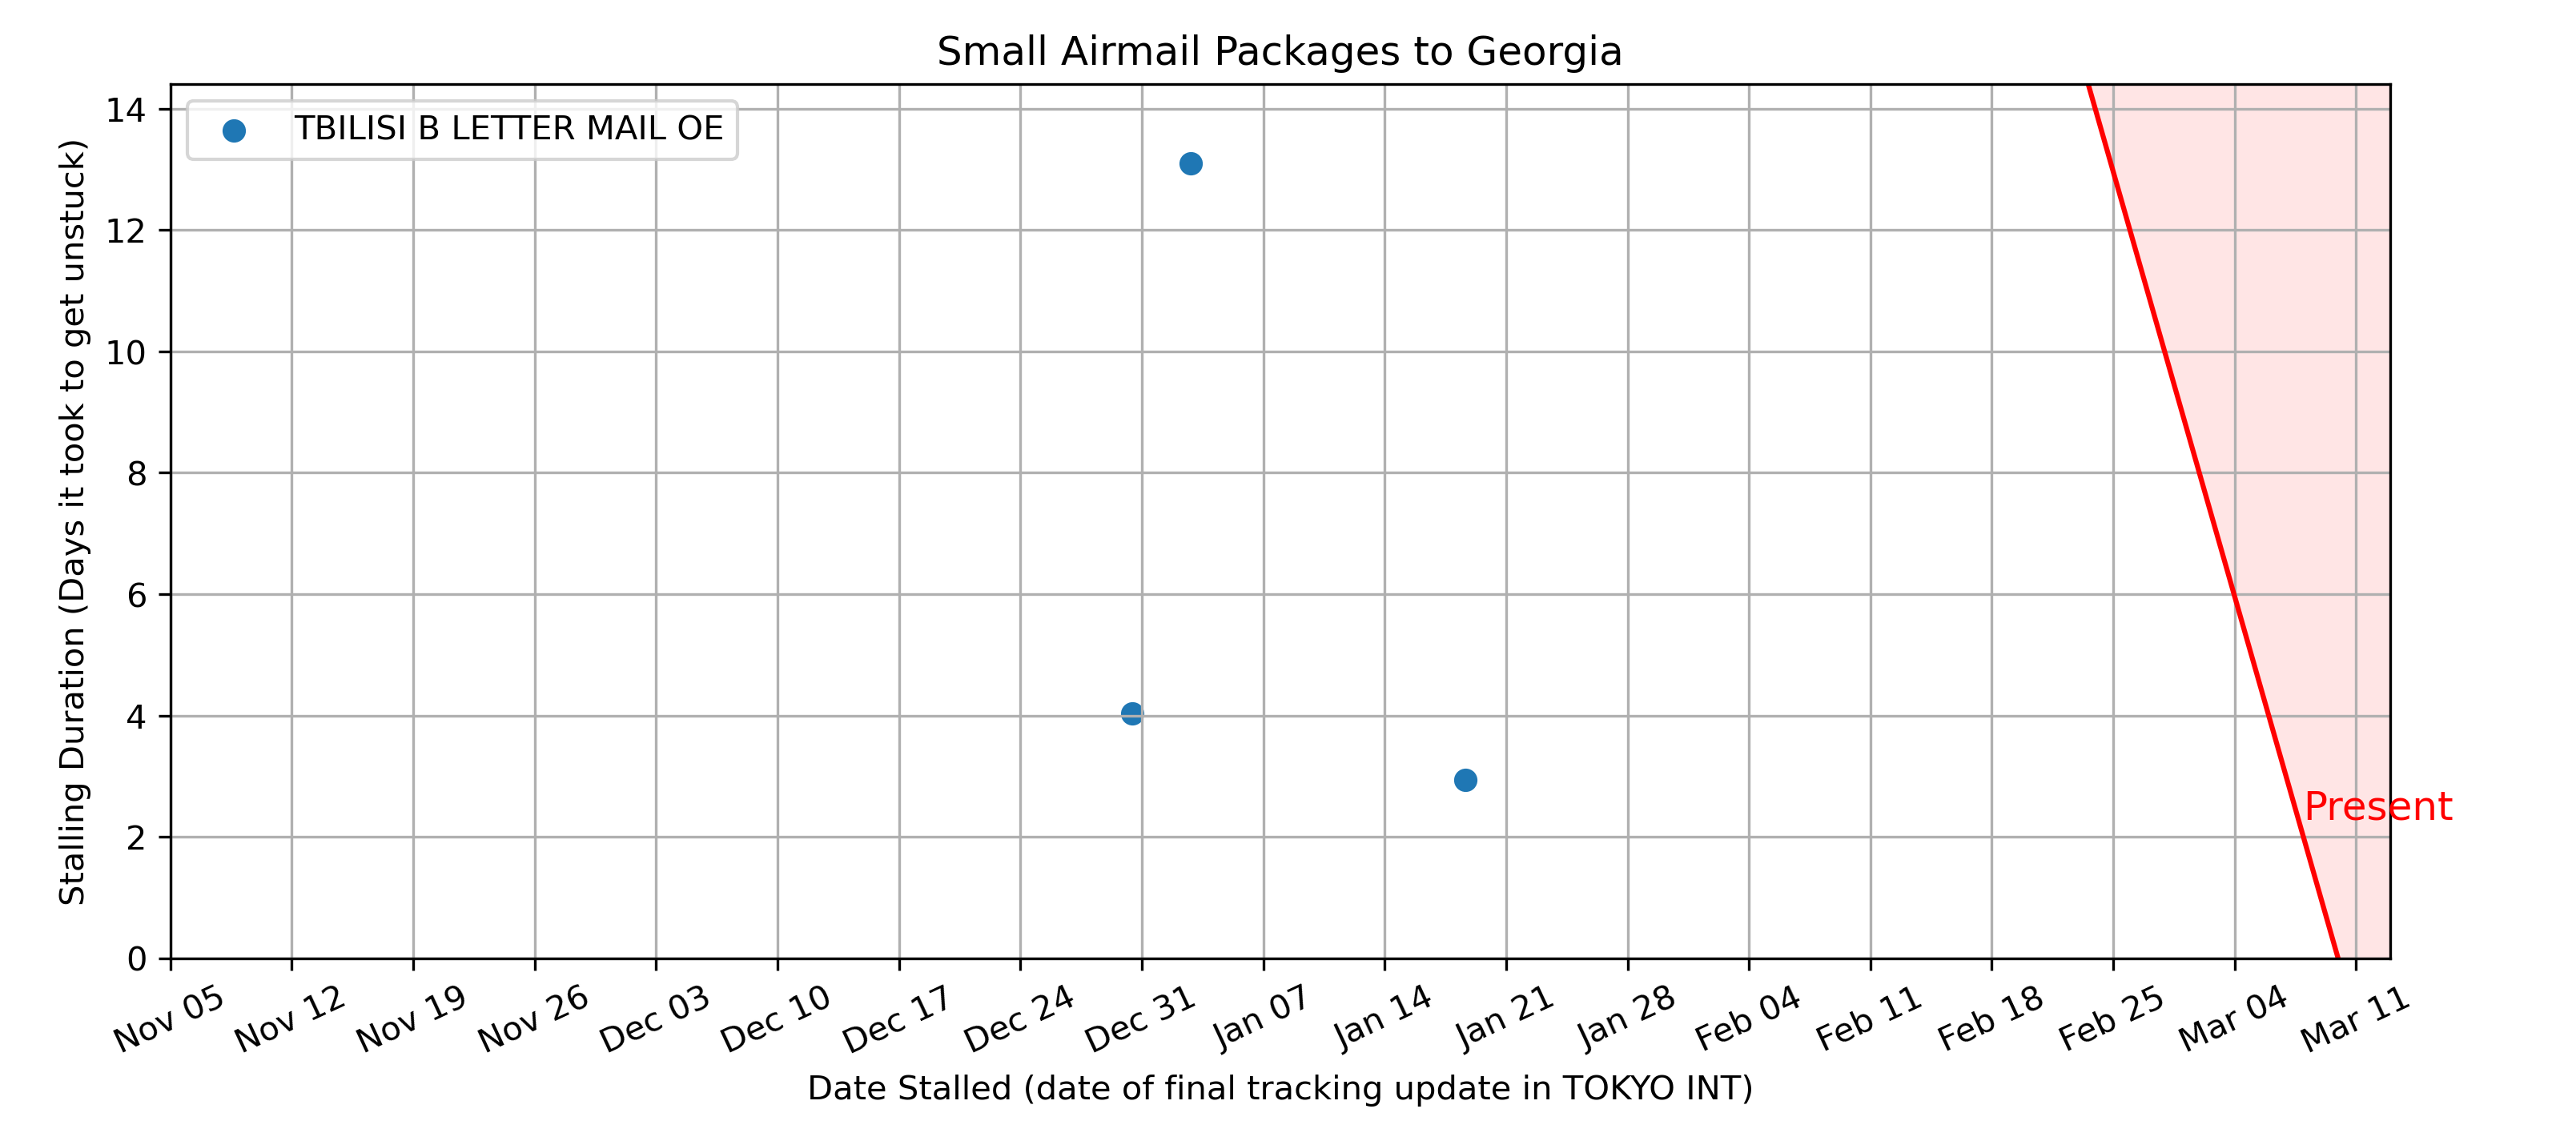 Small Airmail Packages to Georgia
TBILISI B LETTER MAIL OE
Stalling Duration (Days it took to get unstuck)
14
12
10
8
6
4
2
0
Present
Nov 05
Nov 12
Nov 19
Nov 26
Dec 03
Dec 10
Dec 17
Dec 24
Dec 31
Jan 07
Jan 14
Jan 21
Jan 28
Feb 04
Feb 11
Feb 18
Feb 25
Mar 04
Mar 11
Date Stalled (date of final tracking update in TOKYO INT)